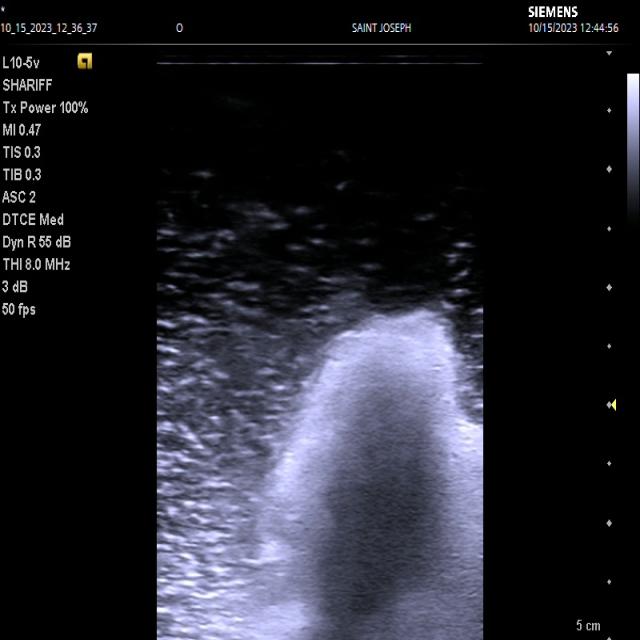 *
SIEMENS
10_15_2023_12_36_37 O SAINT JOSEPH 10/15/2023 12:44:56
L10-5v
SHARIFF
Tx Power 100%
MI 0.47
TIS 0.3
TIB 0.3
ASC 2
DTCE Med
Dyn R 55 dB
THI 8.0 MHz
3 dB
50 fps
5 cm